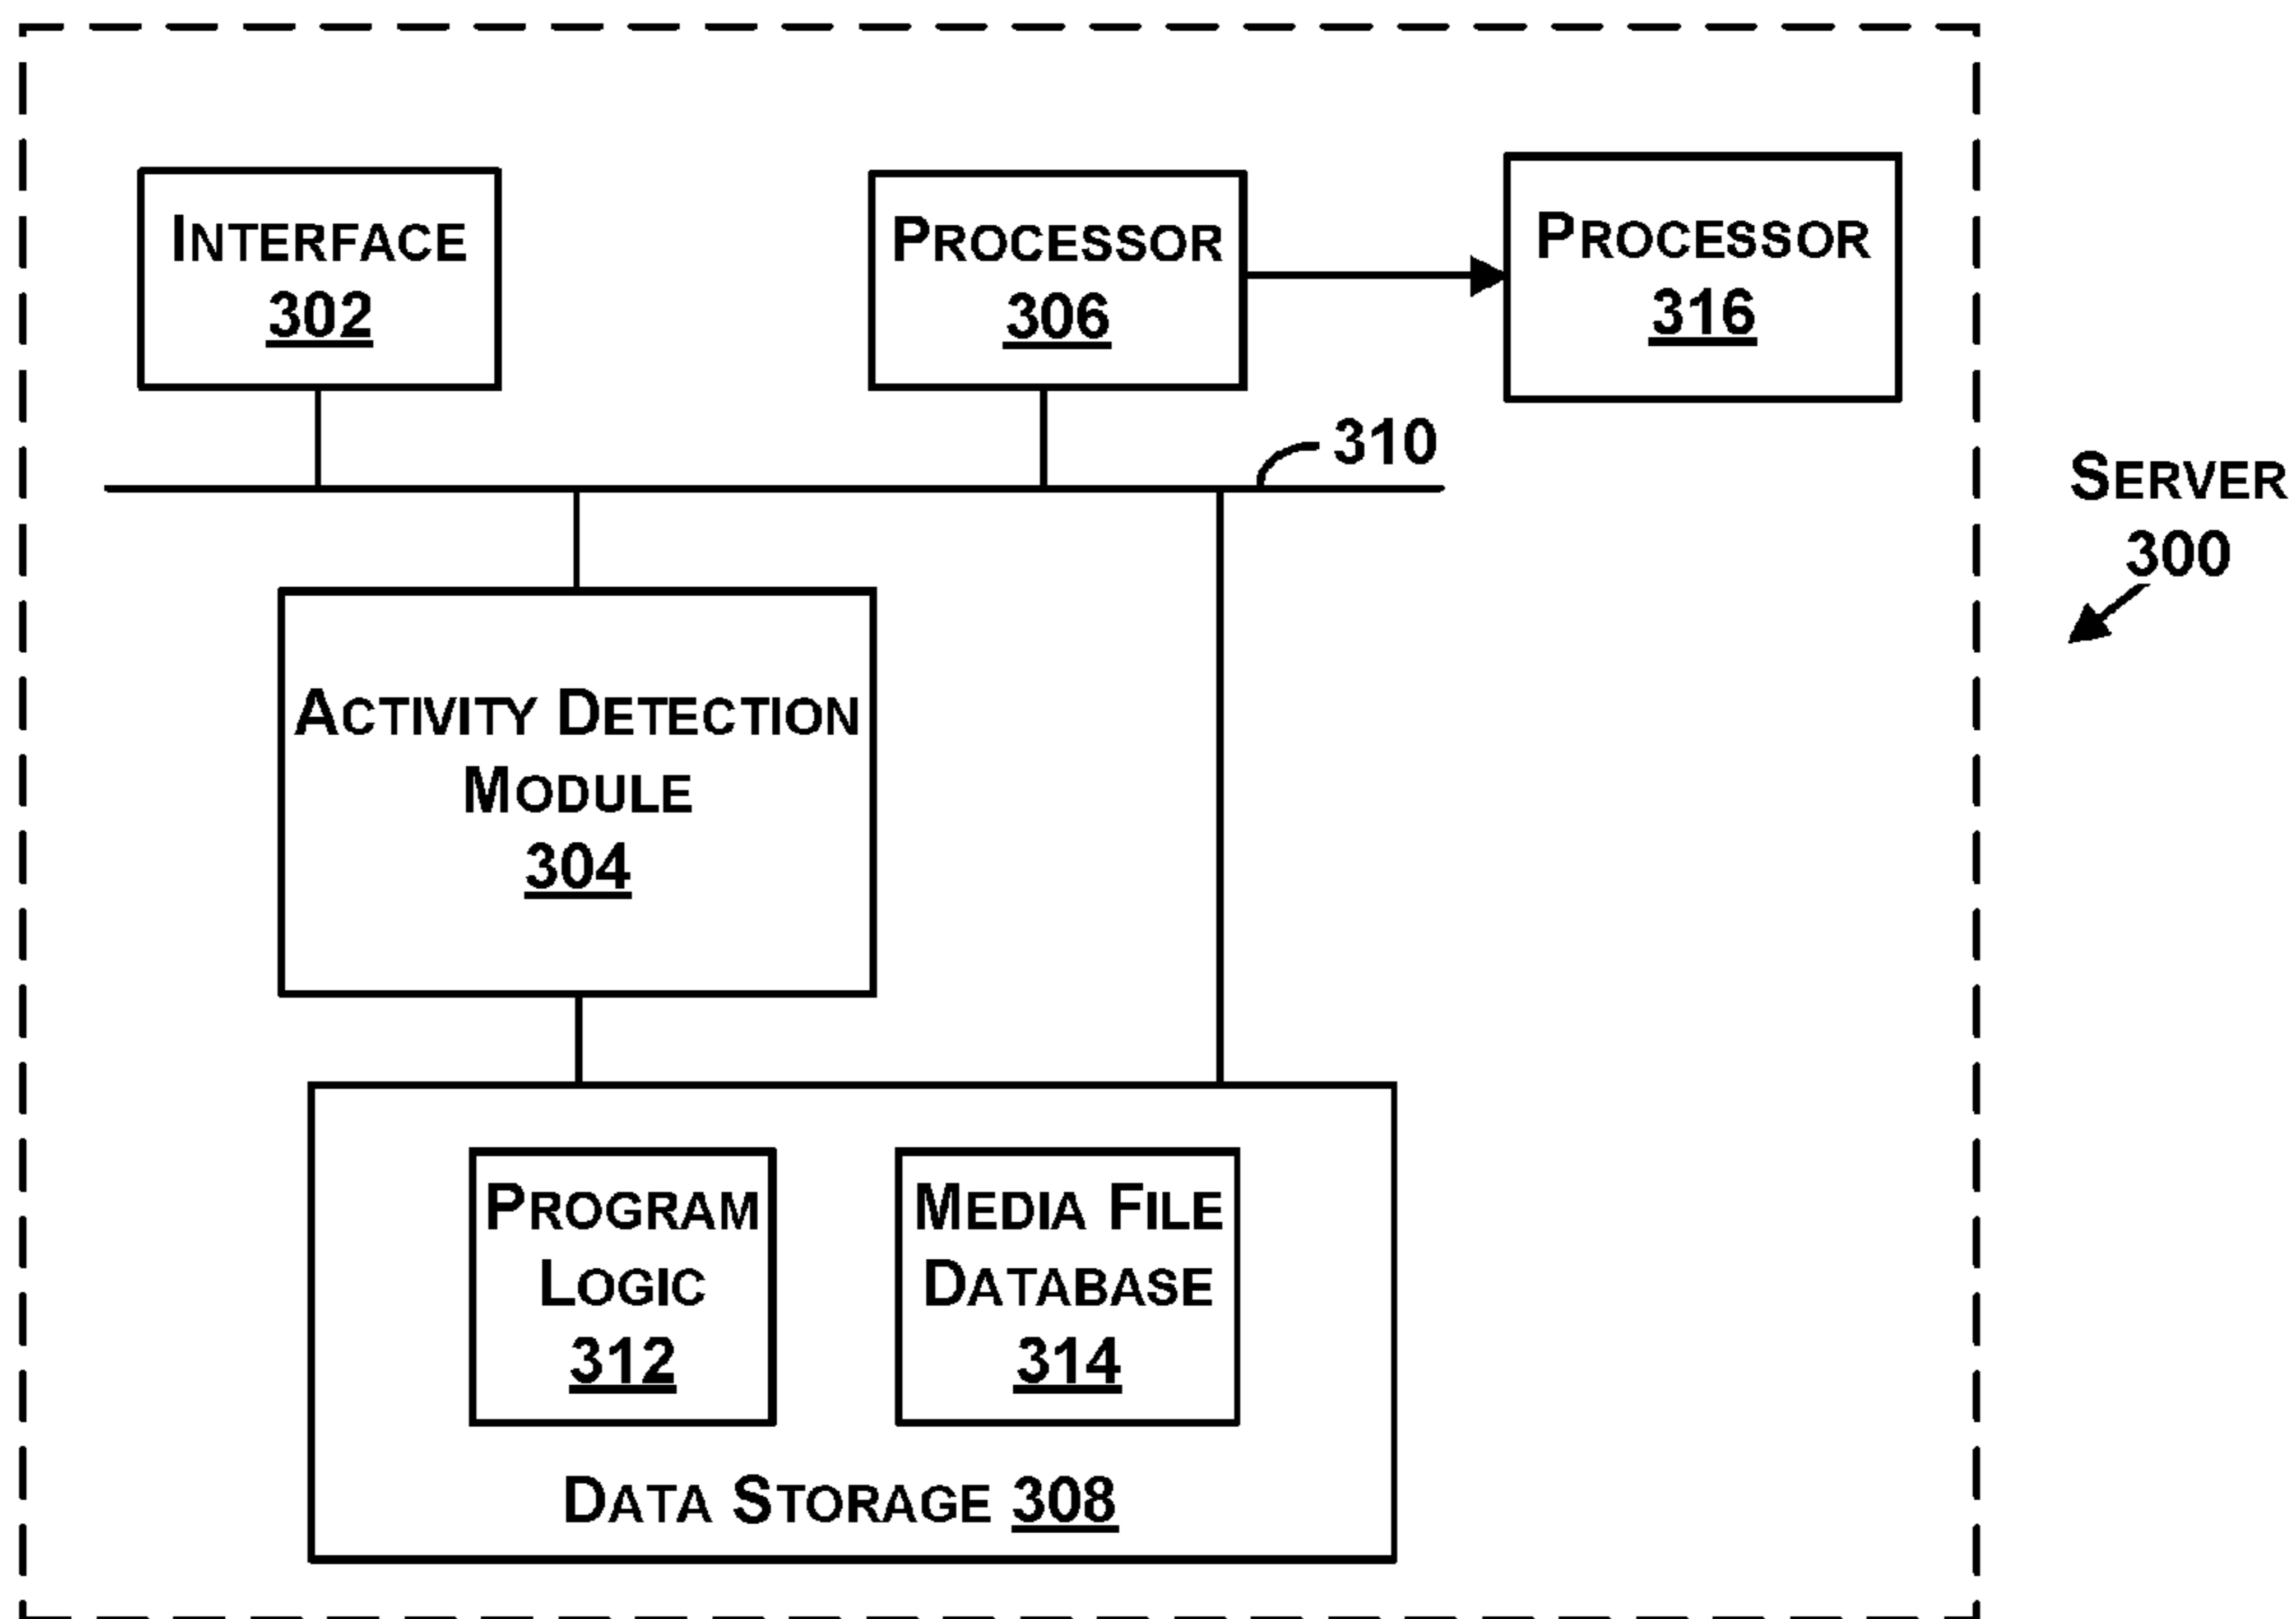 INTERFACE
302
PROCESSOR
306
PROCESSOR
316
310
SERVER
300
ACTIVITY DETECTION
MODULE
304
PROGRAM
LOGIC
312
MEDIA FILE
DATABASE
314
DATA STORAGE 308